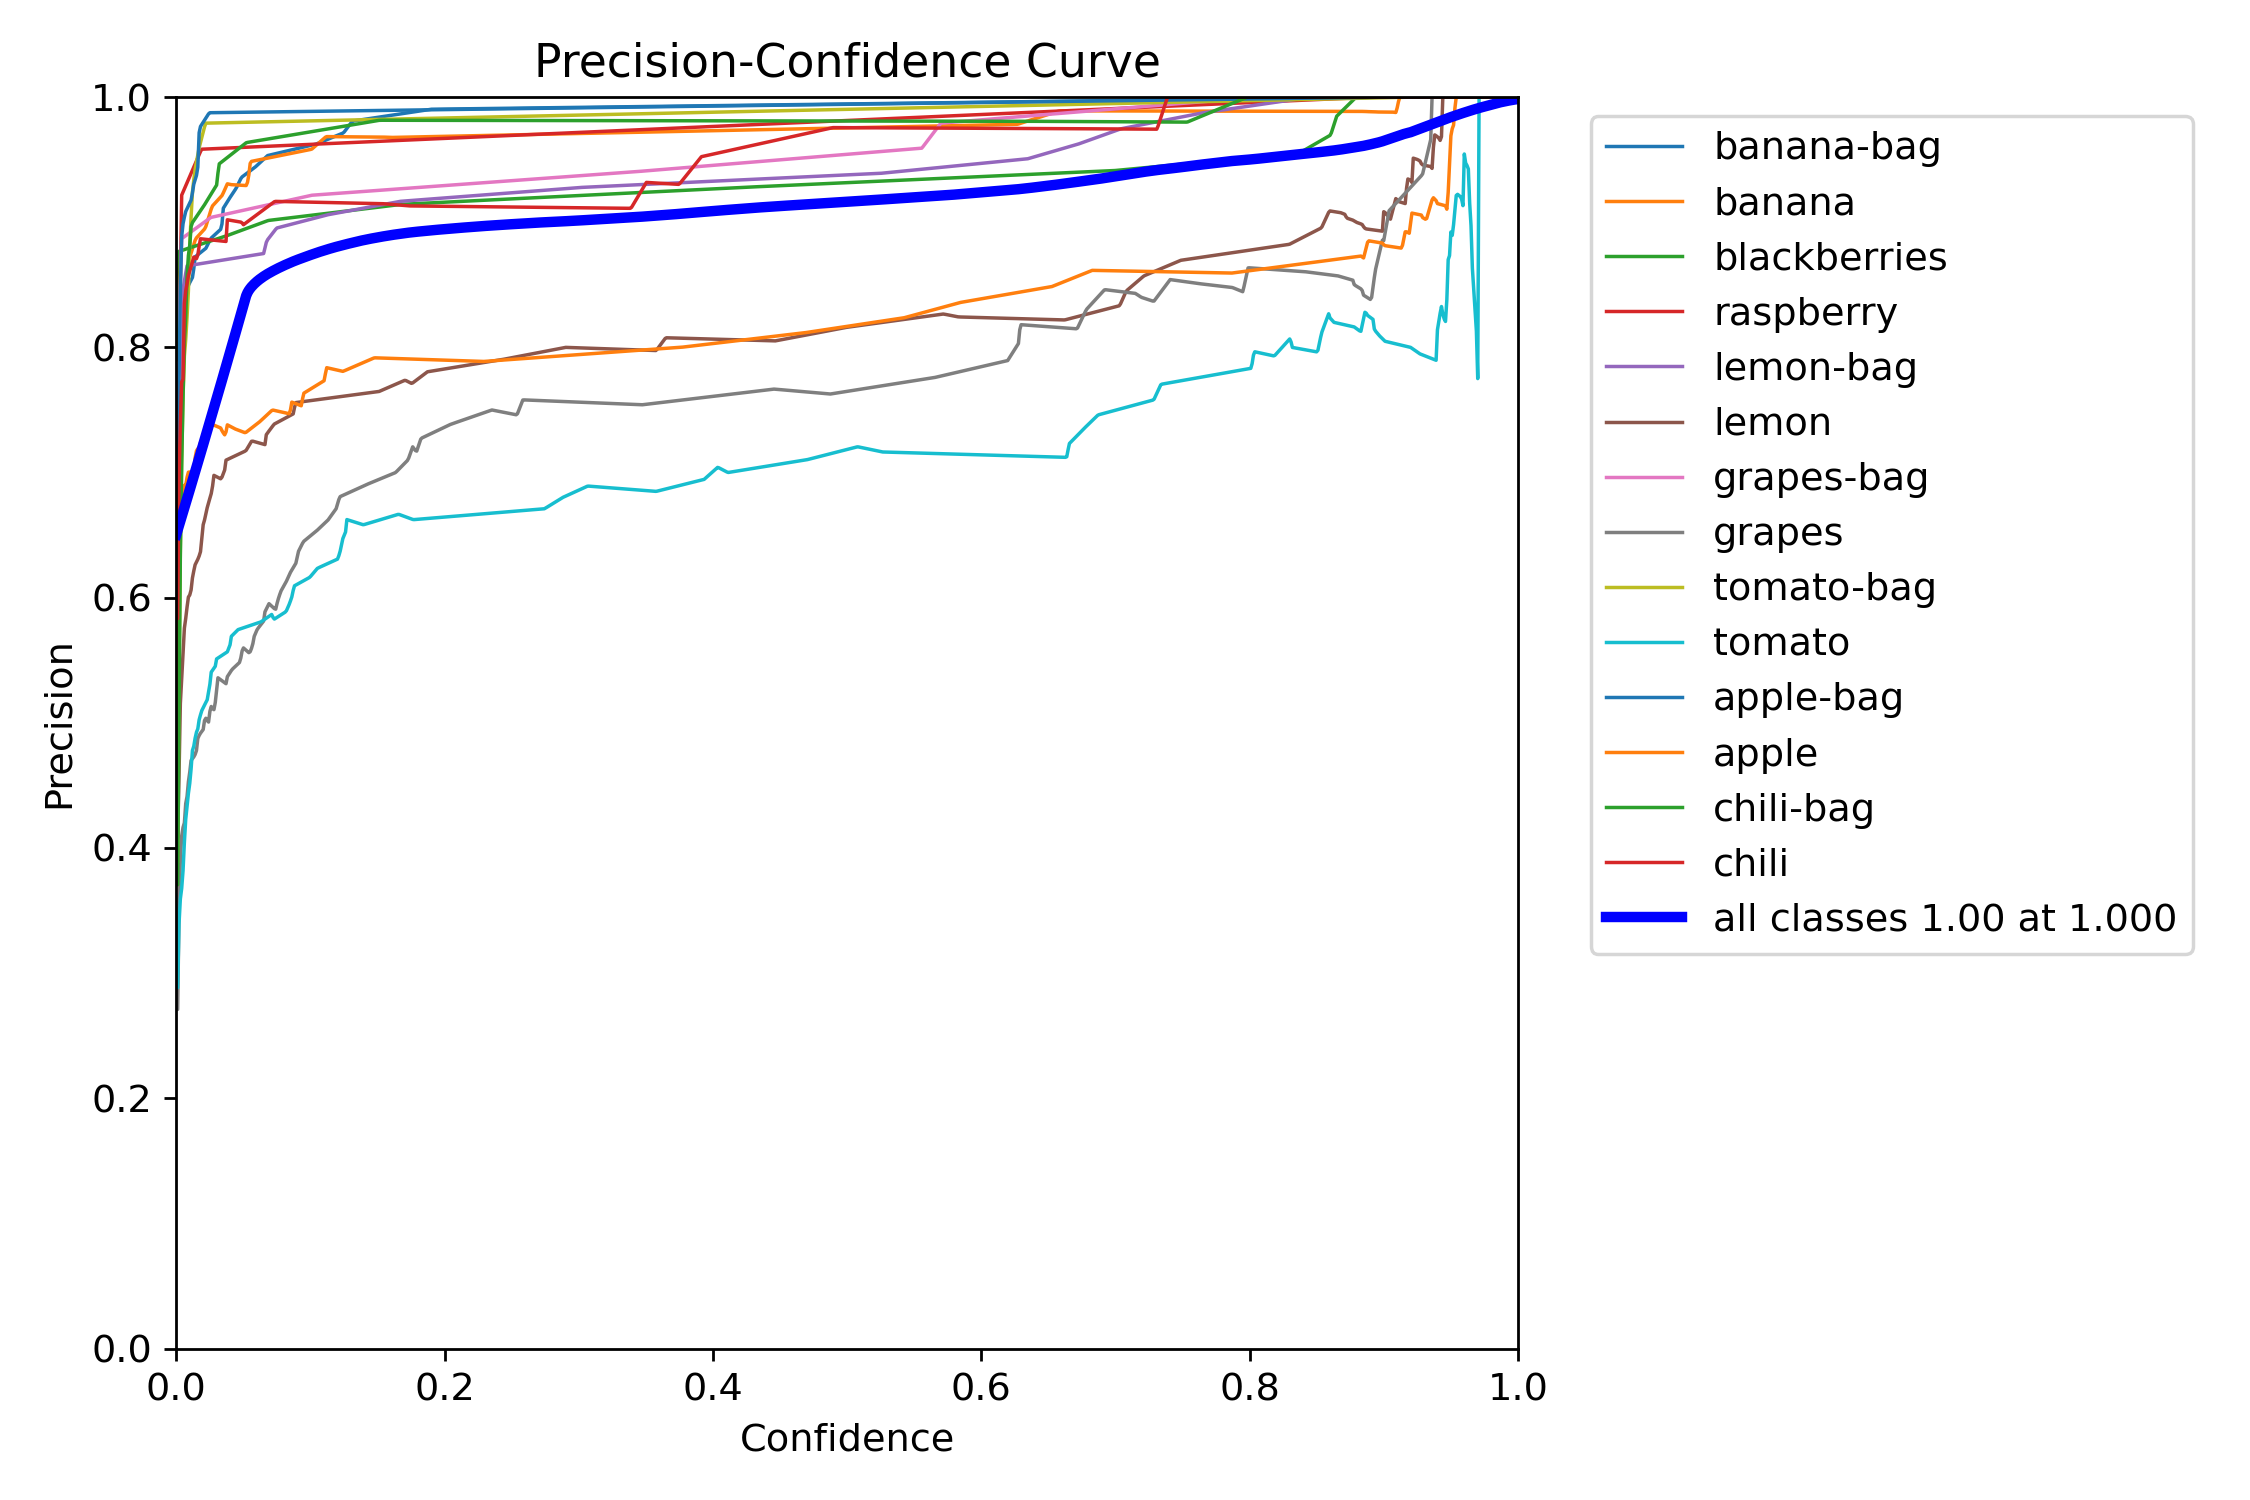 Precision-Confidence Curve
1.0
0.8
0.6
0.4
0.2
0.0
Precision
0.0 0.2 0.4 0.6 0.8 1.0
Confidence
banana-bag
banana
blackberries
raspberry
lemon-bag
lemon
grapes-bag
grapes
tomato-bag
tomato
apple-bag
apple
chili-bag
chili
all classes 1.00 at 1.000